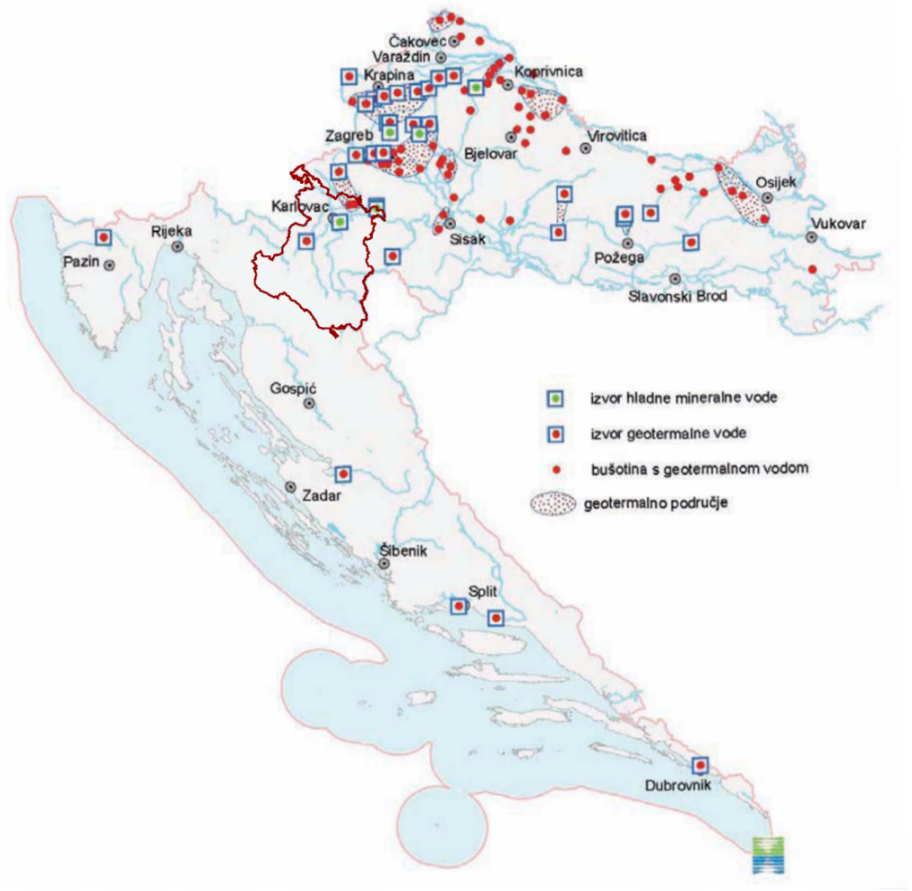 Čakovec
Varaždin
Krapina
Koprivnica
Zagreb
Bjelovar
Virovitica
Karlovac
Osijek
Rijeka
Sisak
Vukovar
Pazin
Požega
Slavonski Brod
Gospić
izvor hladne mineralne vode
izvor geotermalne vode
bušotina s geotermalnom vodom
Zadar
geotermalno područje
Šibenik
Split
Dubrovnik